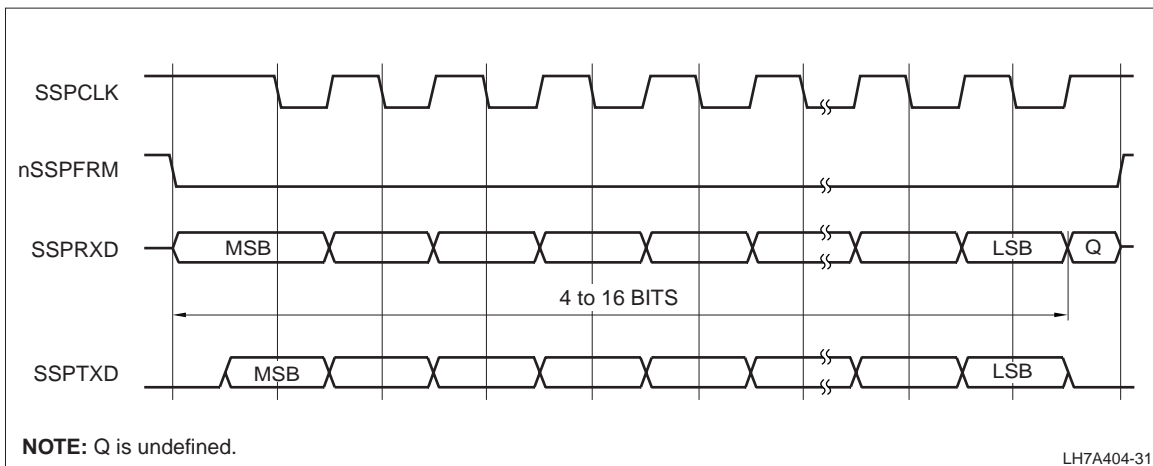 SSPCLK
nSSPFRM
SSPRXD MSB LSB Q
4 to 16 BITS
SSPTXD MSB LSB
NOTE: Q is undefined.
LH7A404-31